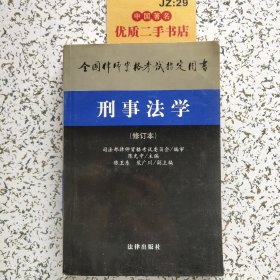 JZ:29
中国著名
优质二手书店
全国律师资格考试指定用书
刑事法学
(修订本)
司法部律师资格考试委员会/编审
陈光中/主编
陈卫东 张广川/副主编
法律出版社